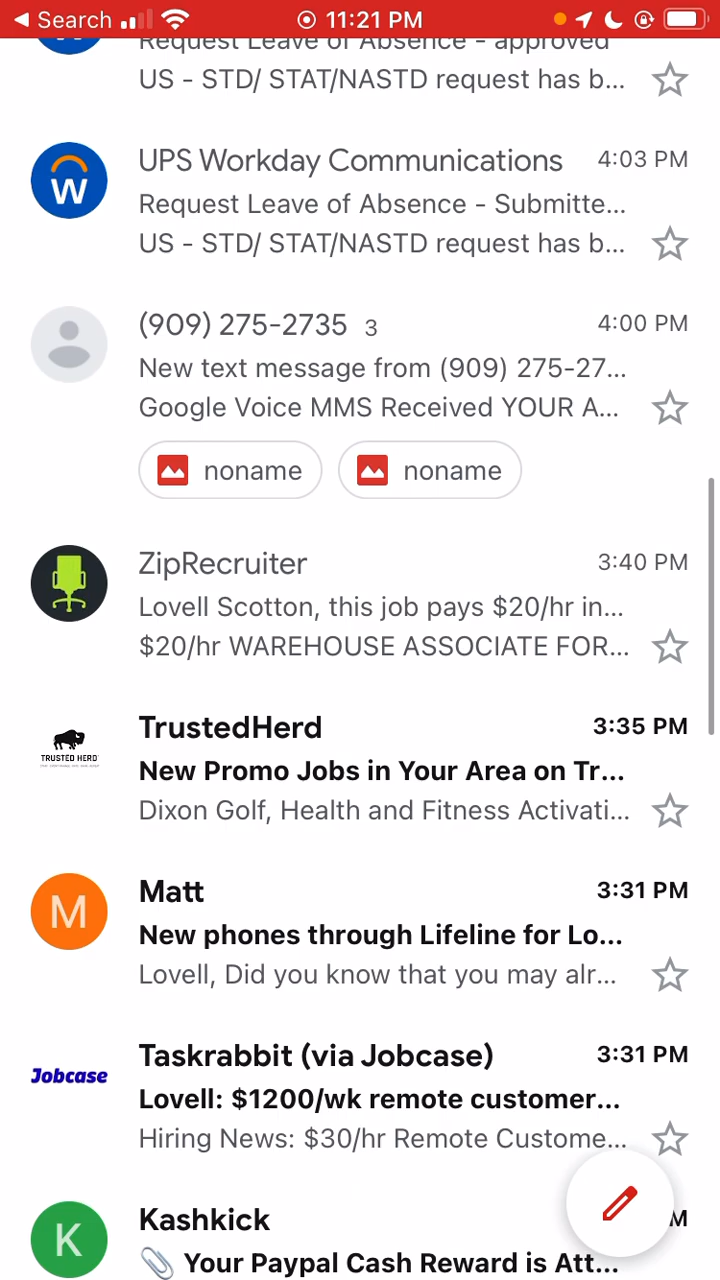 Search
11:21 PM
Request Leave of Absence - approved
US - STD/ STAT/NASTD request has b...
UPS Workday Communications 4:03 PM
Request Leave of Absence - Submitte...
US - STD/ STAT/NASTD request has b...
(909) 275-2735 3 4:00 PM
New text message from (909) 275-27...
Google Voice MMS Received YOUR A...
noname noname
ZipRecruiter 3:40 PM
Lovell Scotton, this job pays $20/hr in...
$20/hr WAREHOUSE ASSOCIATE FOR...
TRUSTED HERD
TrustedHerd 3:35 PM
New Promo Jobs in Your Area on Tr...
Dixon Golf, Health and Fitness Activati...
M
Matt 3:31 PM
New phones through Lifeline for Lo...
Lovell, Did you know that you may alr...
Jobcase
Taskrabbit (via Jobcase) 3:31 PM
Lovell: $1200/wk remote customer...
Hiring News: $30/hr Remote Custome...
K
Kashkick M
Your Paypal Cash Reward is Att...